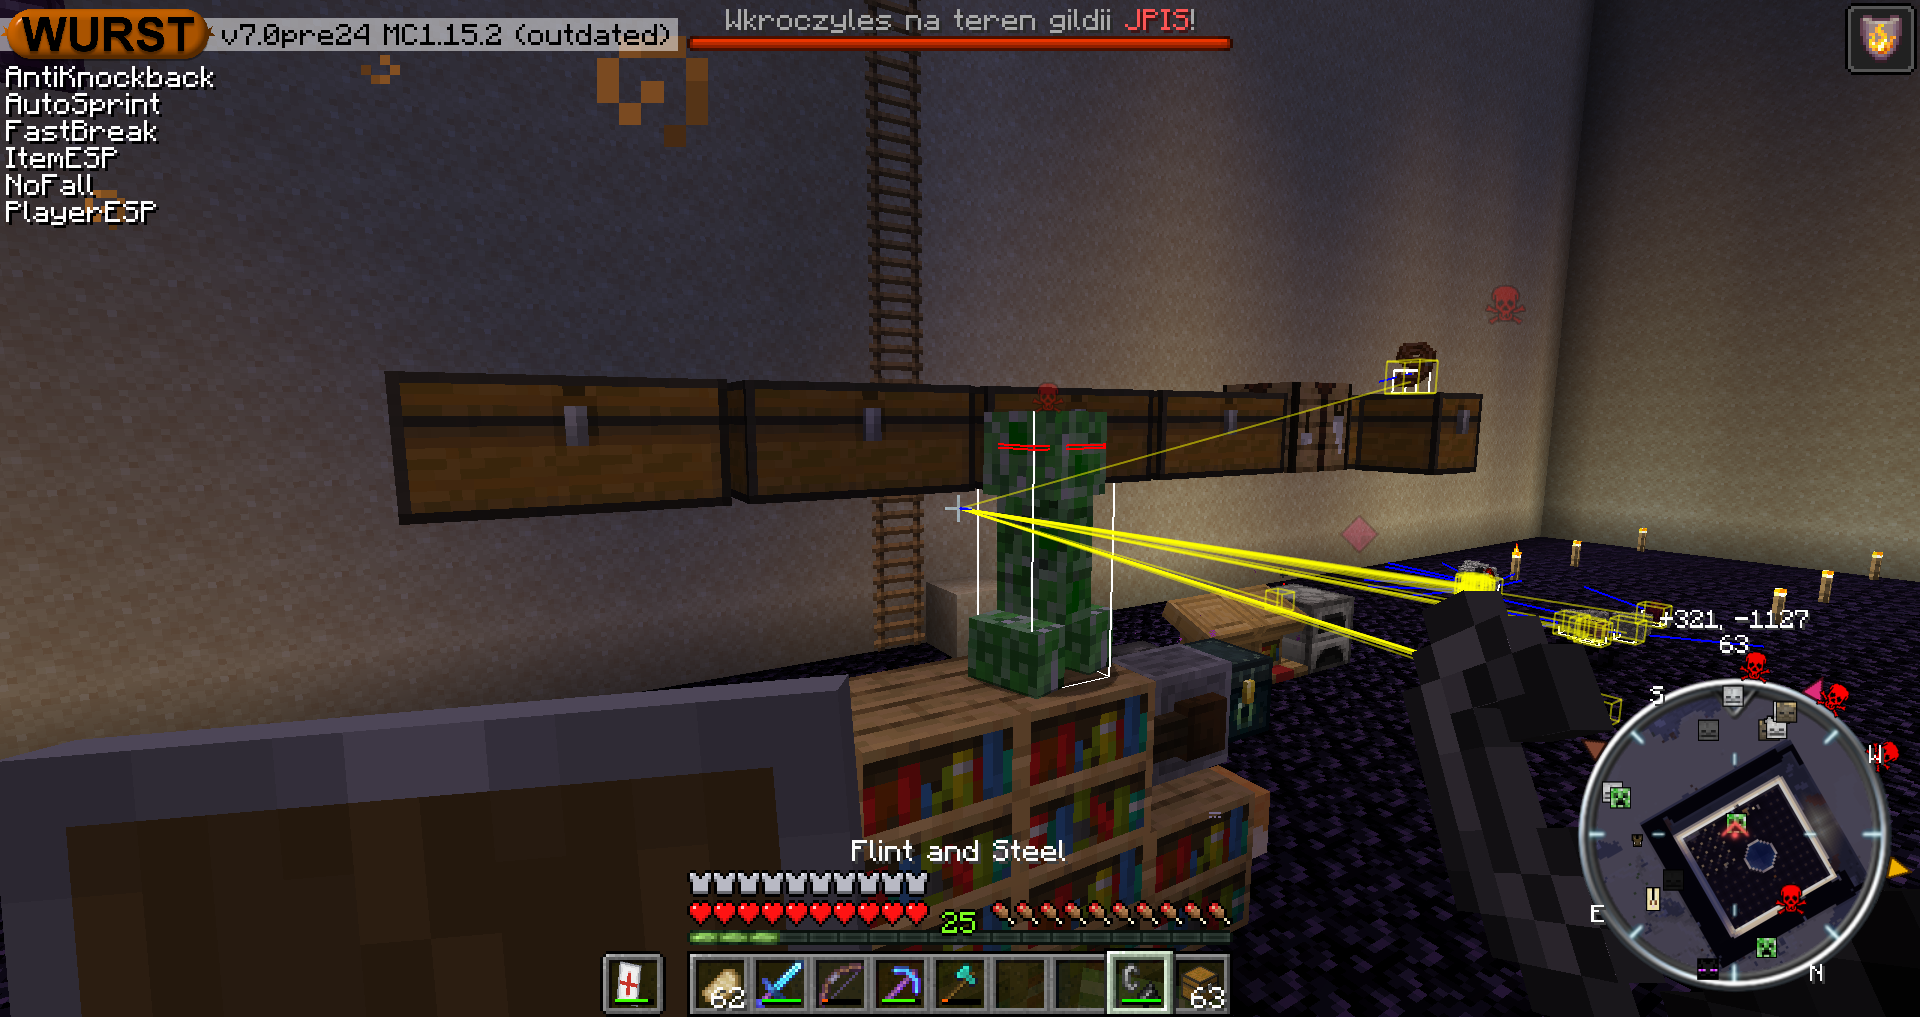 WURST v7.0pre24 MC1.15.2 (outdated)
Wkroczyles na teren gildii JPIS!
AntiKnockback
AutoSprint
FastBreak
ItemESP
NoFall
PlayerESP
+321, -1127
63
S
W
E
N
Flint and Steel
25
62
63